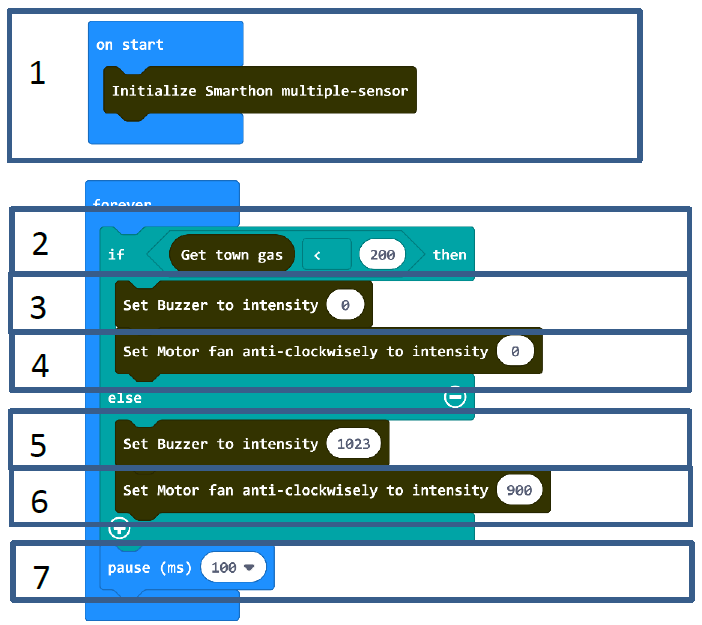 1
on start
Initialize Smarthon multiple-sensor
forever
2
if Get town gas < 200 then
3
Set Buzzer to intensity 0
4
Set Motor fan anti-clockwisely to intensity 0
else
5
Set Buzzer to intensity 1023
6
Set Motor fan anti-clockwisely to intensity 900
7
pause (ms) 100